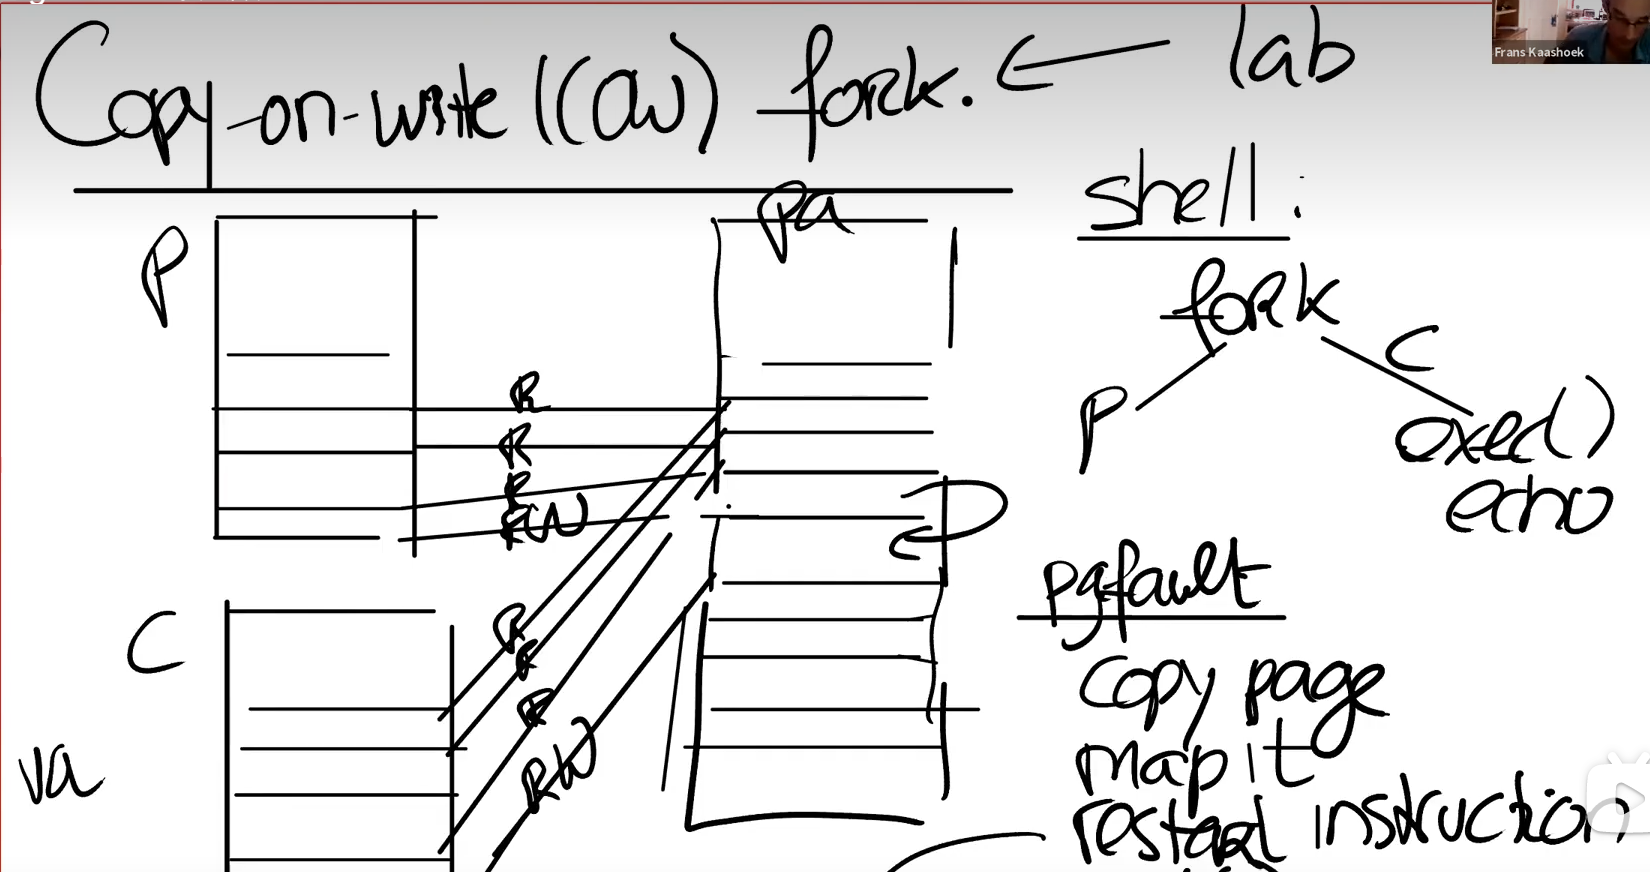 Copy-on-write (COW) fork. ← lab
Frans Kaashoek
shell:
fork
P
C
exec()
echo
P
pa
R
R
R
RW
C
va
R
R
R
RW
pgfault
copy page
map it
restart instruction